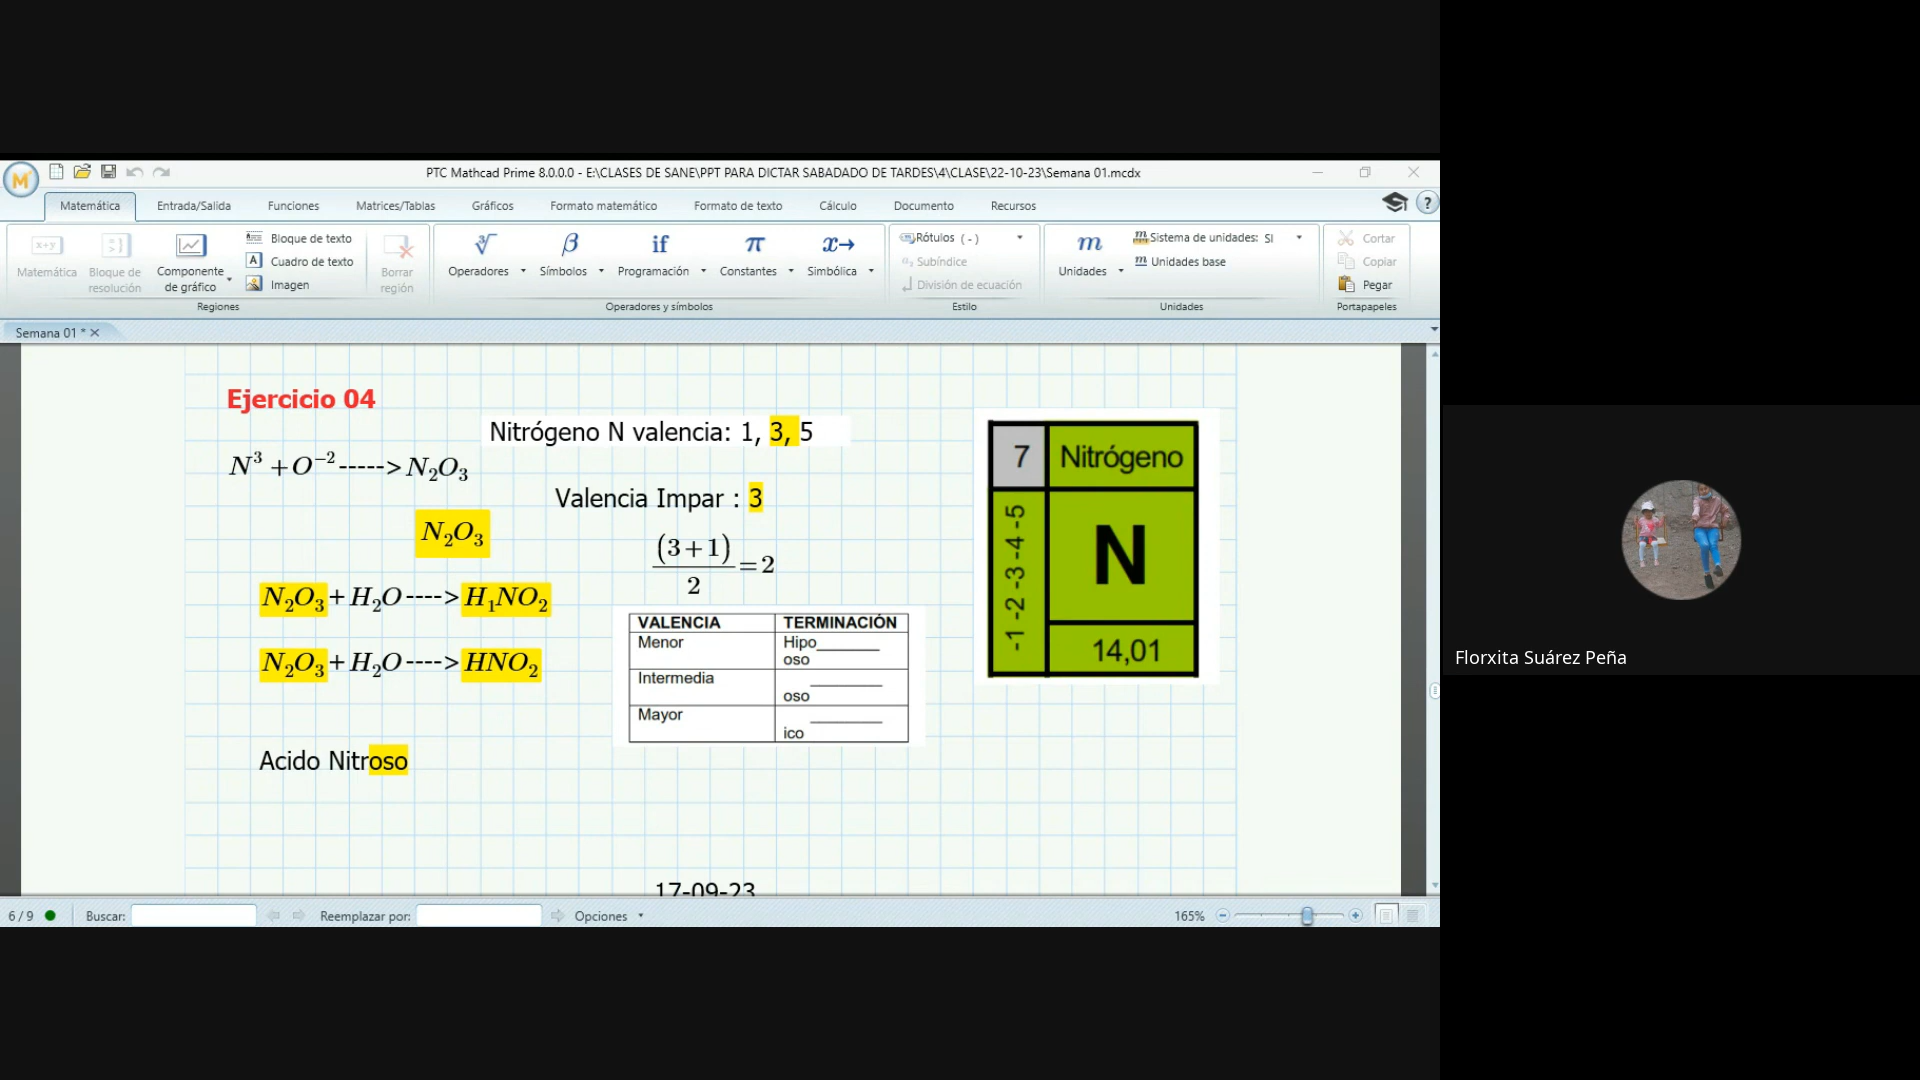 PTC Mathcad Prime 8.0.0.0 - E:\CLASES DE SANE\PPT PARA DICTAR SABADADO DE TARDES\4\CLASE\22-10-23\Semana 01.mcdx
Matemática Entrada/Salida Funciones Matrices/Tablas Gráficos Formato matemático Formato de texto Cálculo Documento Recursos
Matemática
Bloque de resolución
Componente de gráfico
Bloque de texto
Cuadro de texto
Imagen
Borrar región
Operadores
Símbolos
if
Programación
π
Constantes
Simbólica
Rótulos ( - )
Subíndice
División de ecuación
Sistema de unidades: SI
Unidades
Unidades base
Cortar
Copiar
Pegar
Regiones Operadores y símbolos Estilo Unidades Portapapeles
Semana 01 *
Ejercicio 04
Nitrógeno N valencia: 1, 3, 5
N³ + O⁻² -----> N₂O₃
Valencia Impar : 3
N₂O₃
(3+1)/2 = 2
N₂O₃ + H₂O ----> H₁NO₂
N₂O₃ + H₂O ----> HNO₂
Acido Nitroso
VALENCIA TERMINACIÓN
Menor Hipo________ oso
Intermedia ________ oso
Mayor ________ ico
7 Nitrógeno
-1 -2 -3 -4 -5
N
14,01
17-09-23
6 / 9 Buscar: Reemplazar por: Opciones 165%
Florxita Suárez Peña